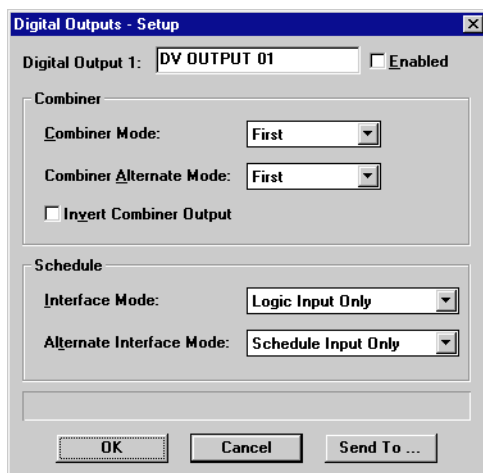 Digital Outputs - Setup
Digital Output 1: DV OUTPUT 01 Enabled
Combiner
Combiner Mode: First
Combiner Alternate Mode: First
Invert Combiner Output
Schedule
Interface Mode: Logic Input Only
Alternate Interface Mode: Schedule Input Only
OK Cancel Send To ...